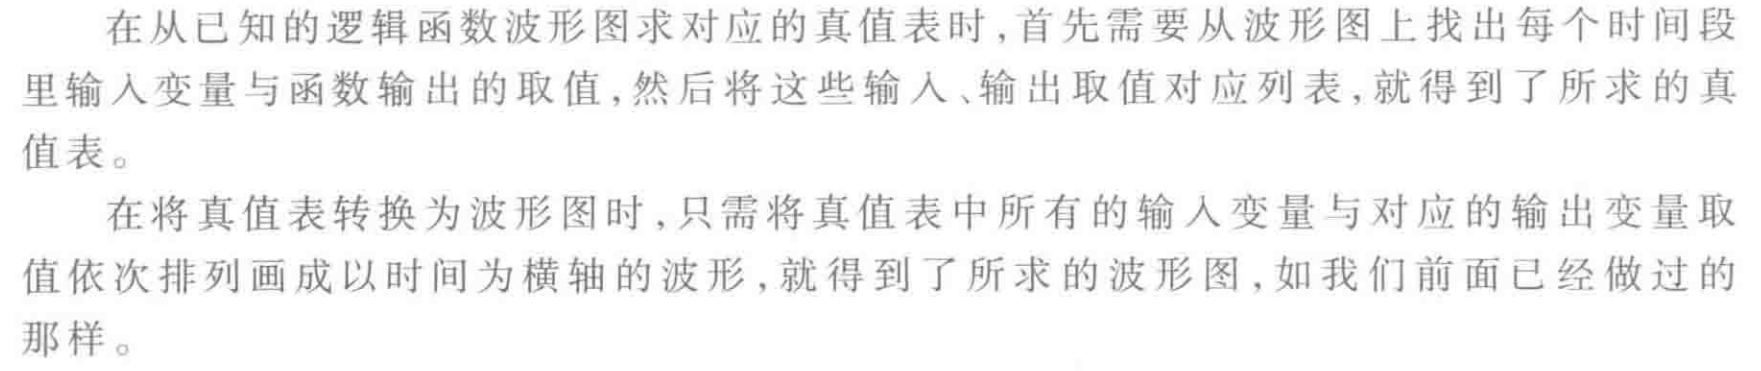 在从已知的逻辑函数波形图求对应的真值表时,首先需要从波形图上找出每个时间段
里输入变量与函数输出的取值,然后将这些输入、输出取值对应列表,就得到了所求的真
值表。
在将真值表转换为波形图时,只需将真值表中所有的输入变量与对应的输出变量取
值依次排列画成以时间为横轴的波形,就得到了所求的波形图,如我们前面已经做过的
那样。